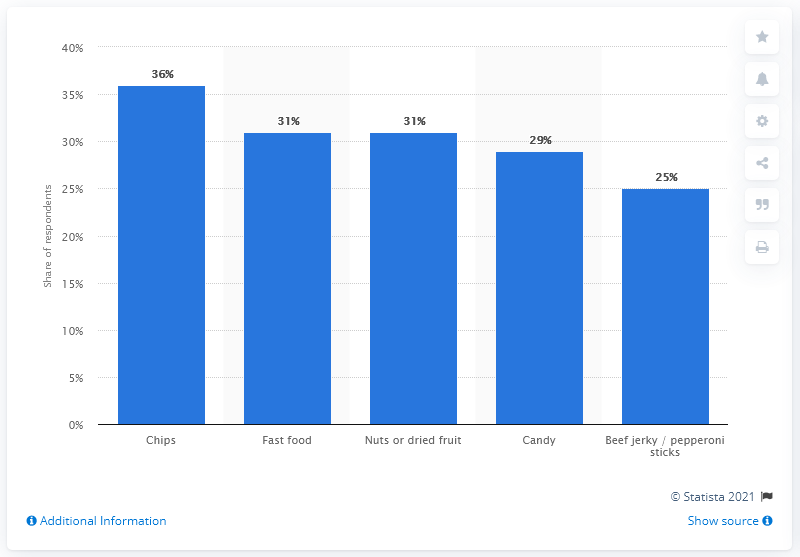 40%
35%
30%
25%
20%
15%
10%
5%
0%
Share of respondents
36%
31%
31%
29%
25%
Chips
Fast food
Nuts or dried fruit
Candy
Beef jerky / pepperoni
sticks
© Statista 2021
Additional Information
Show source